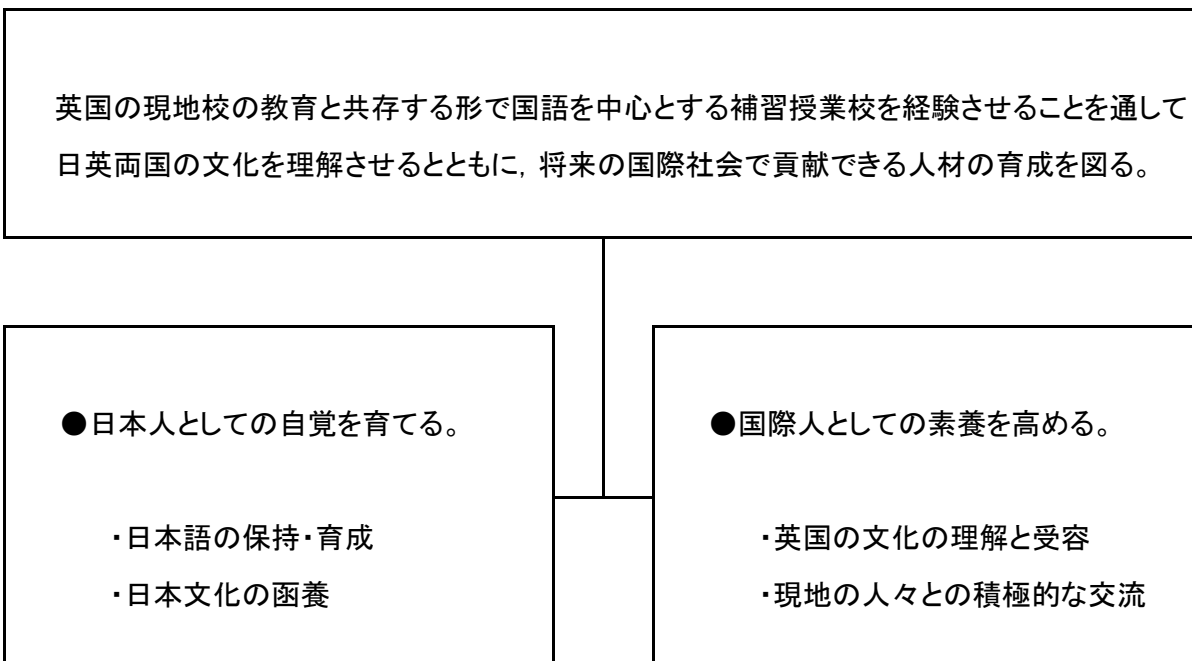 英国の現地校の教育と共存する形で国語を中心とする補習授業校を経験させることを通して
日英両国の文化を理解させるとともに，将来の国際社会で貢献できる人材の育成を図る。
●日本人としての自覚を育てる。
・日本語の保持・育成
・日本文化の函養
●国際人としての素養を高める。
・英国の文化の理解と受容
・現地の人々との積極的な交流